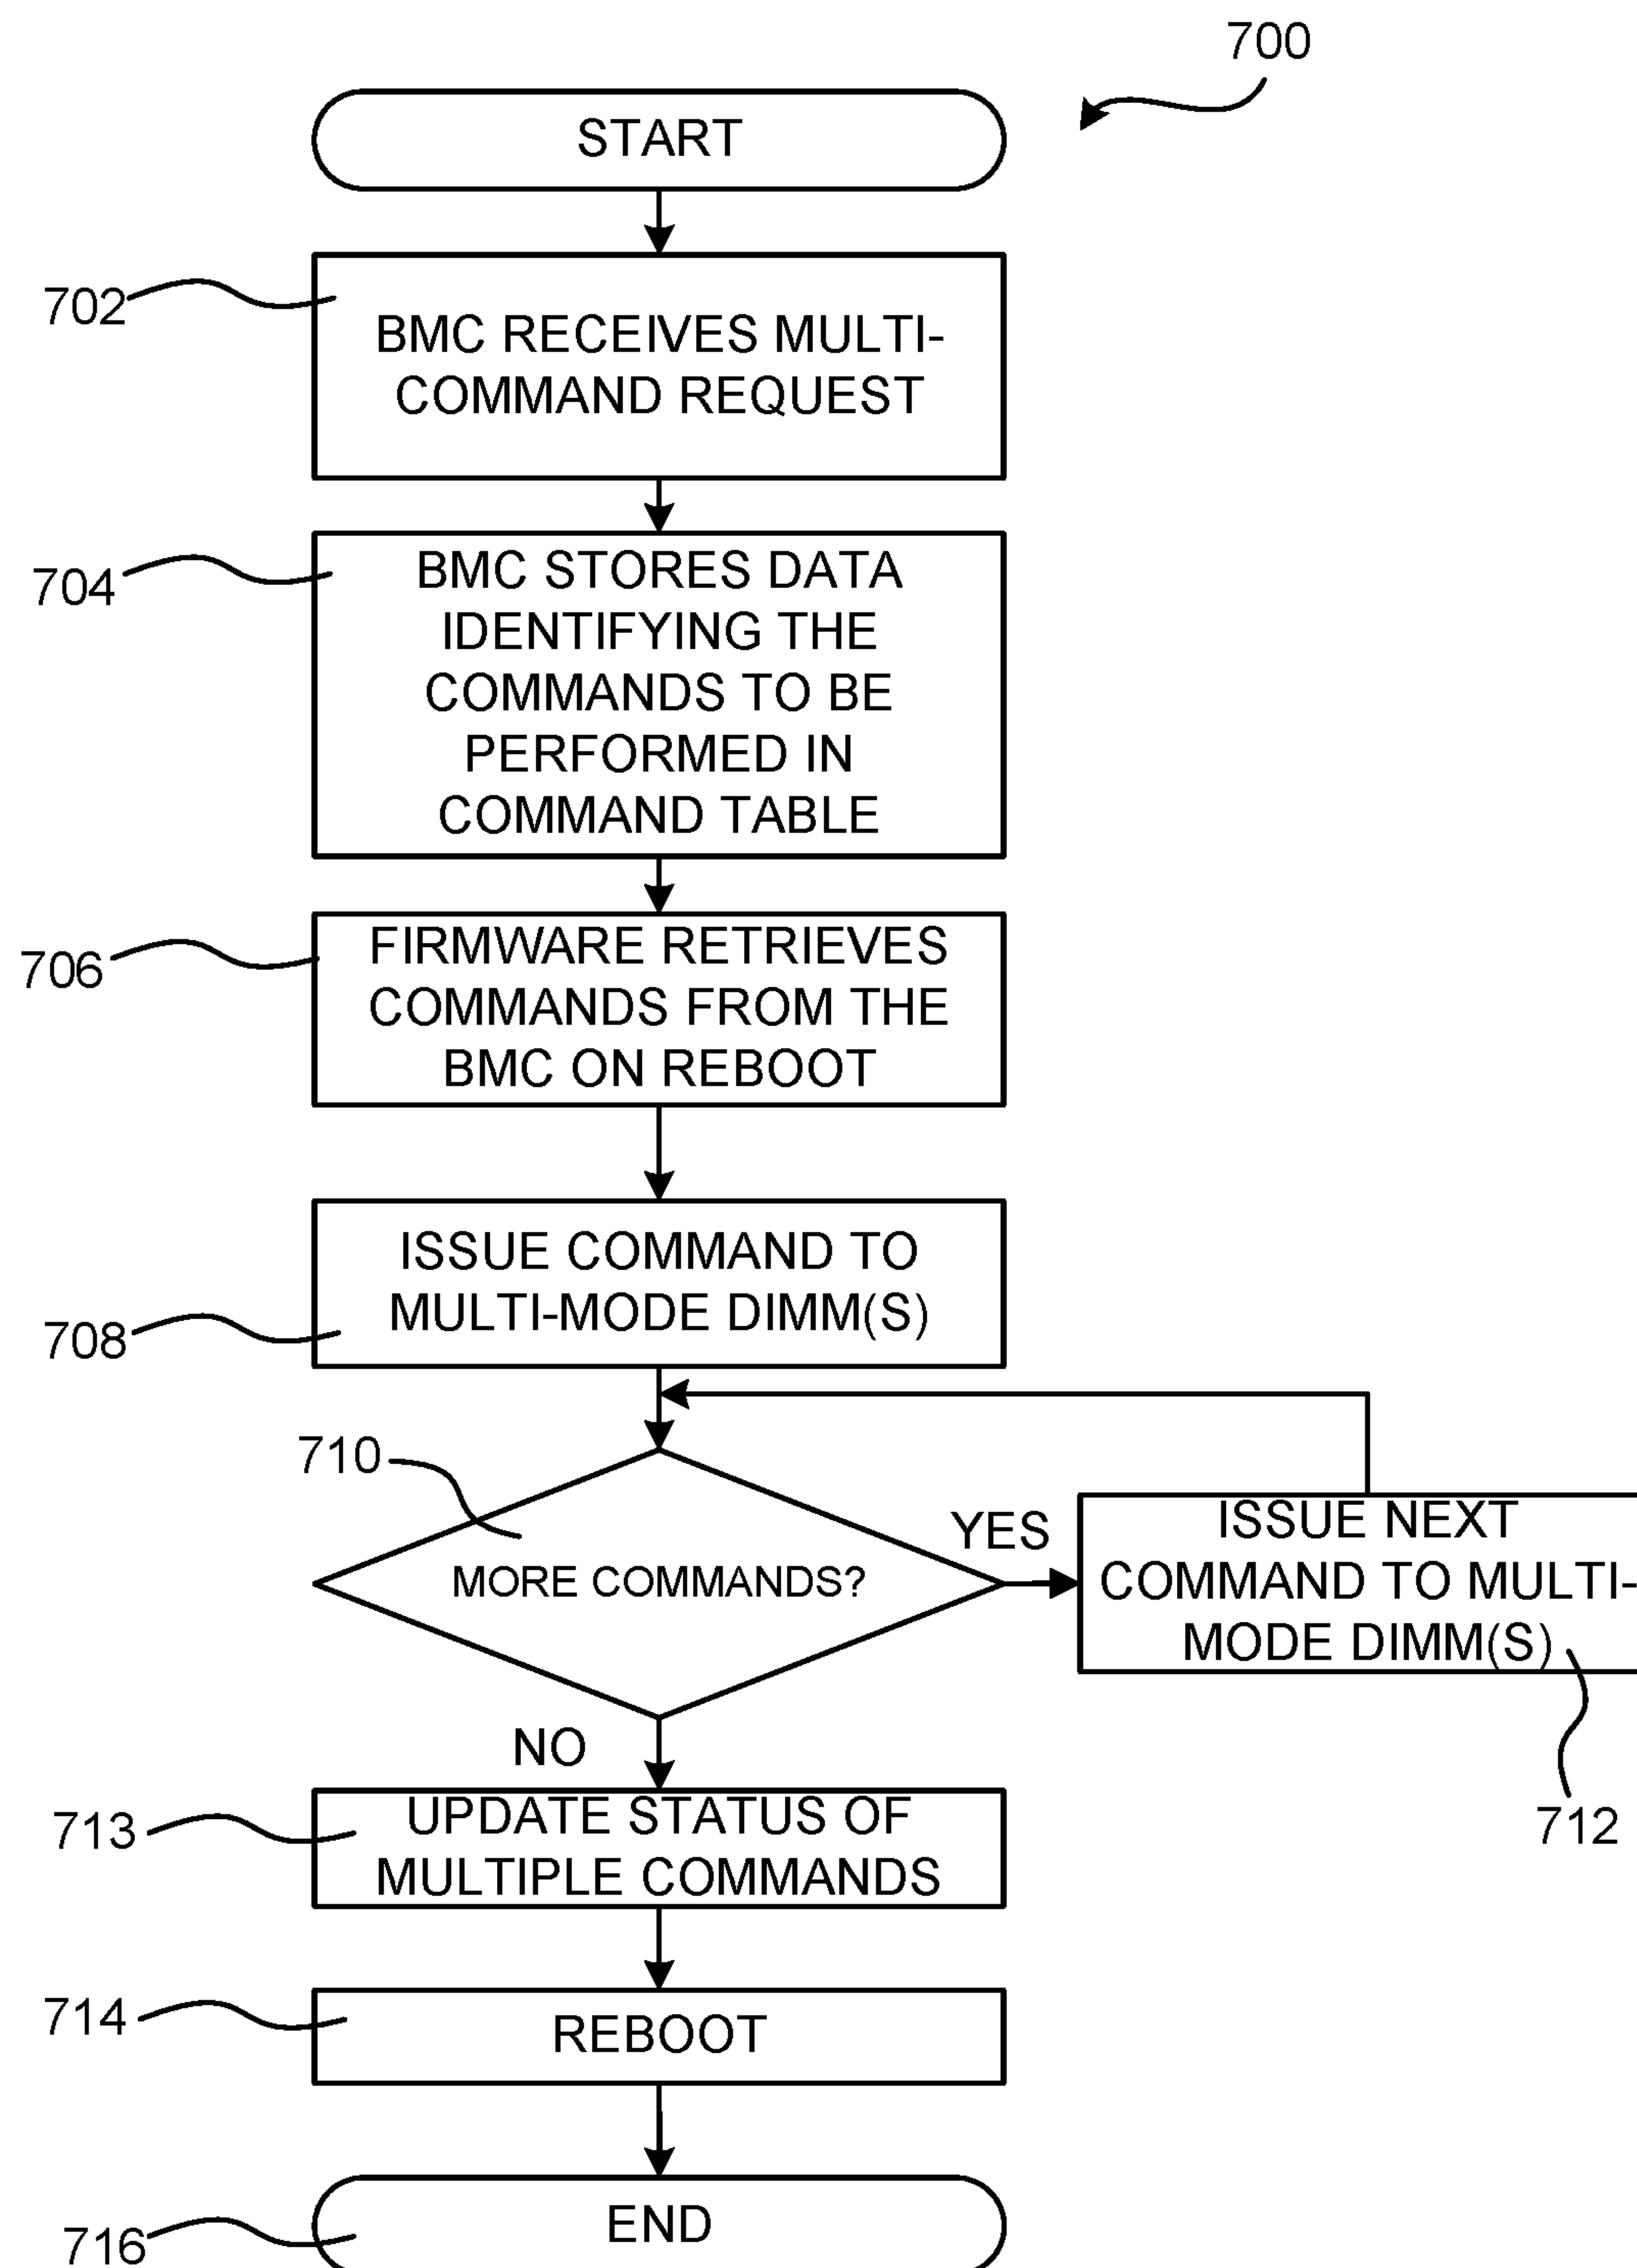 700
START
702
BMC RECEIVES MULTI-
COMMAND REQUEST
704
BMC STORES DATA
IDENTIFYING THE
COMMANDS TO BE
PERFORMED IN
COMMAND TABLE
706
FIRMWARE RETRIEVES
COMMANDS FROM THE
BMC ON REBOOT
708
ISSUE COMMAND TO
MULTI-MODE DIMM(S)
710
MORE COMMANDS?
YES
ISSUE NEXT
COMMAND TO MULTI-
MODE DIMM(S)
712
NO
713
UPDATE STATUS OF
MULTIPLE COMMANDS
714
REBOOT
716
END